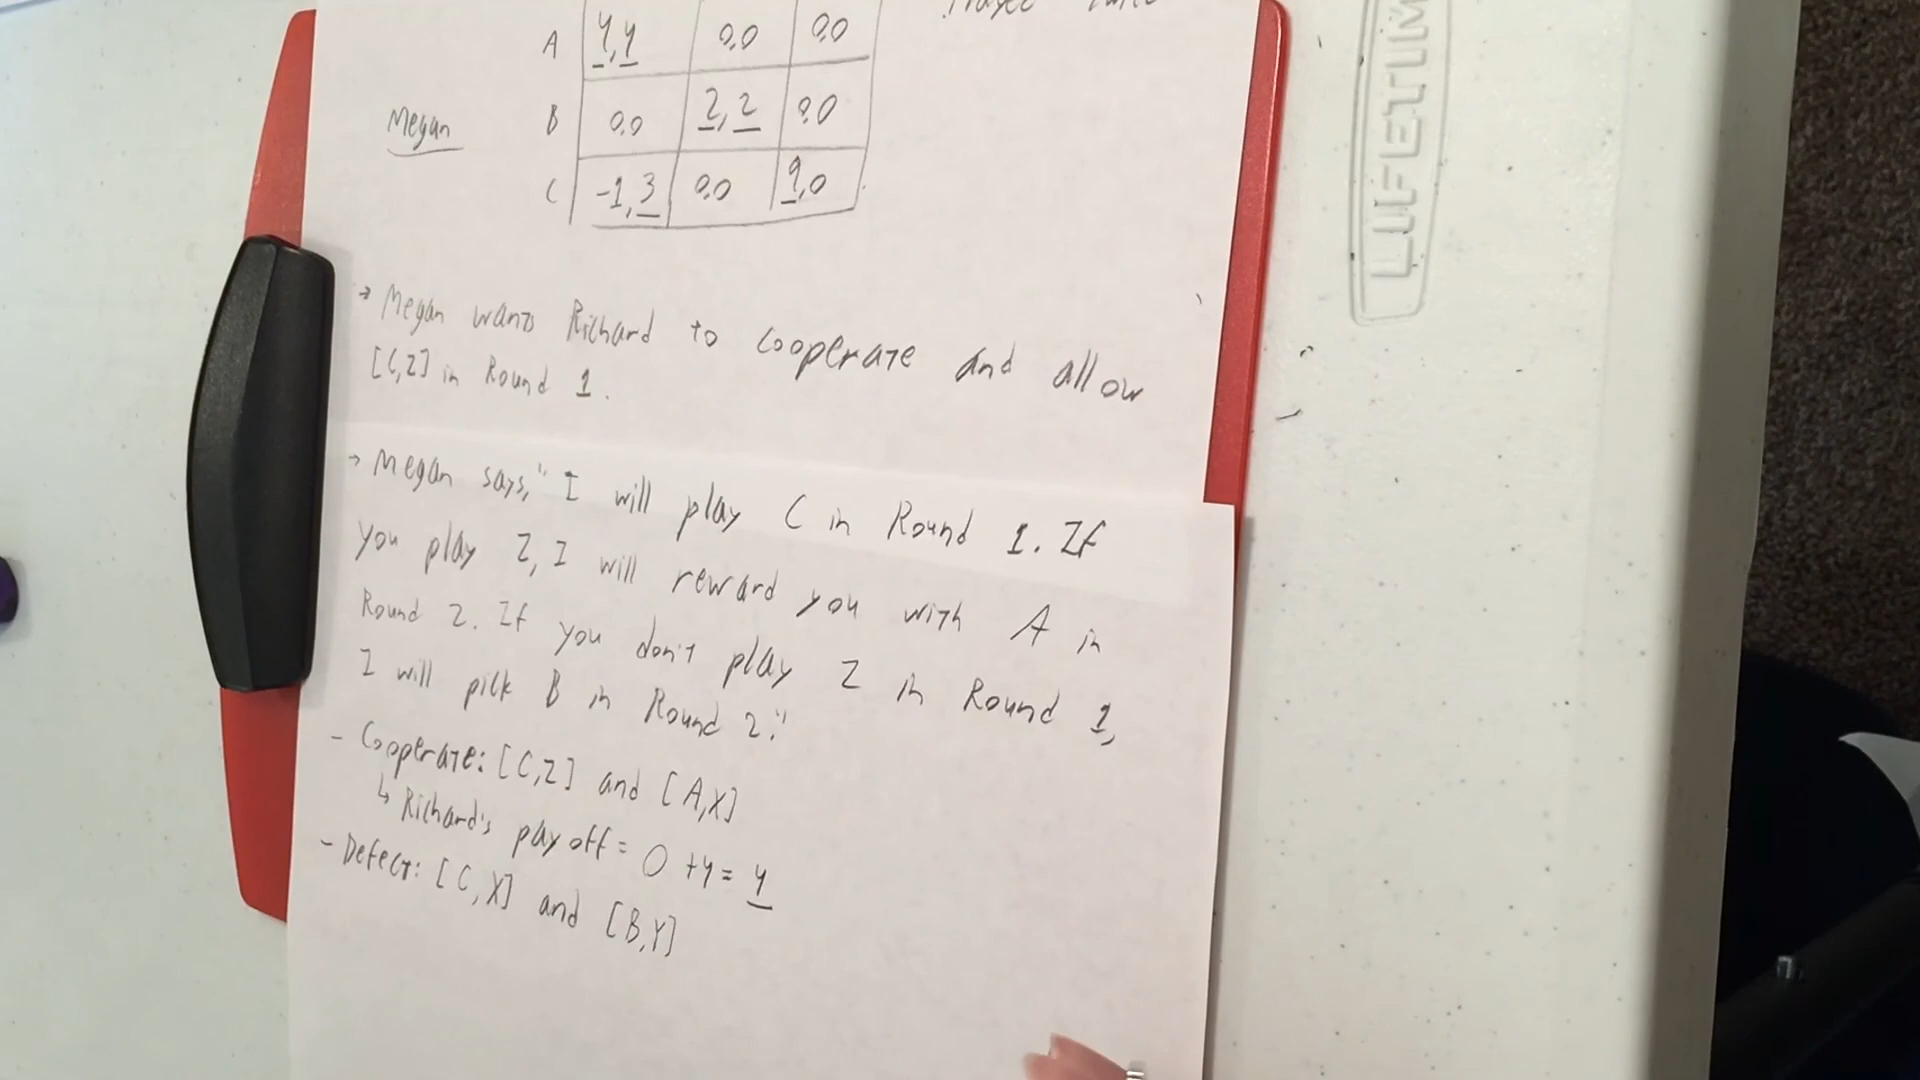 A 4,4 0,0 0,0
Megan B 0,0 2,2 0,0
C -1,3 0,0 9,0
→ Megan wants Richard to cooperate and allow
[C,Z] in Round 1.
→ Megan says, "I will play C in Round 1. If
you play Z, I will reward you with A in
Round 2. If you don't play Z in Round 1,
I will pick B in Round 2."
- Cooperate: [C,Z] and [A,X]
↳ Richard's payoff = 0 + 4 = 4
- Defect: [C,X] and [B,Y]